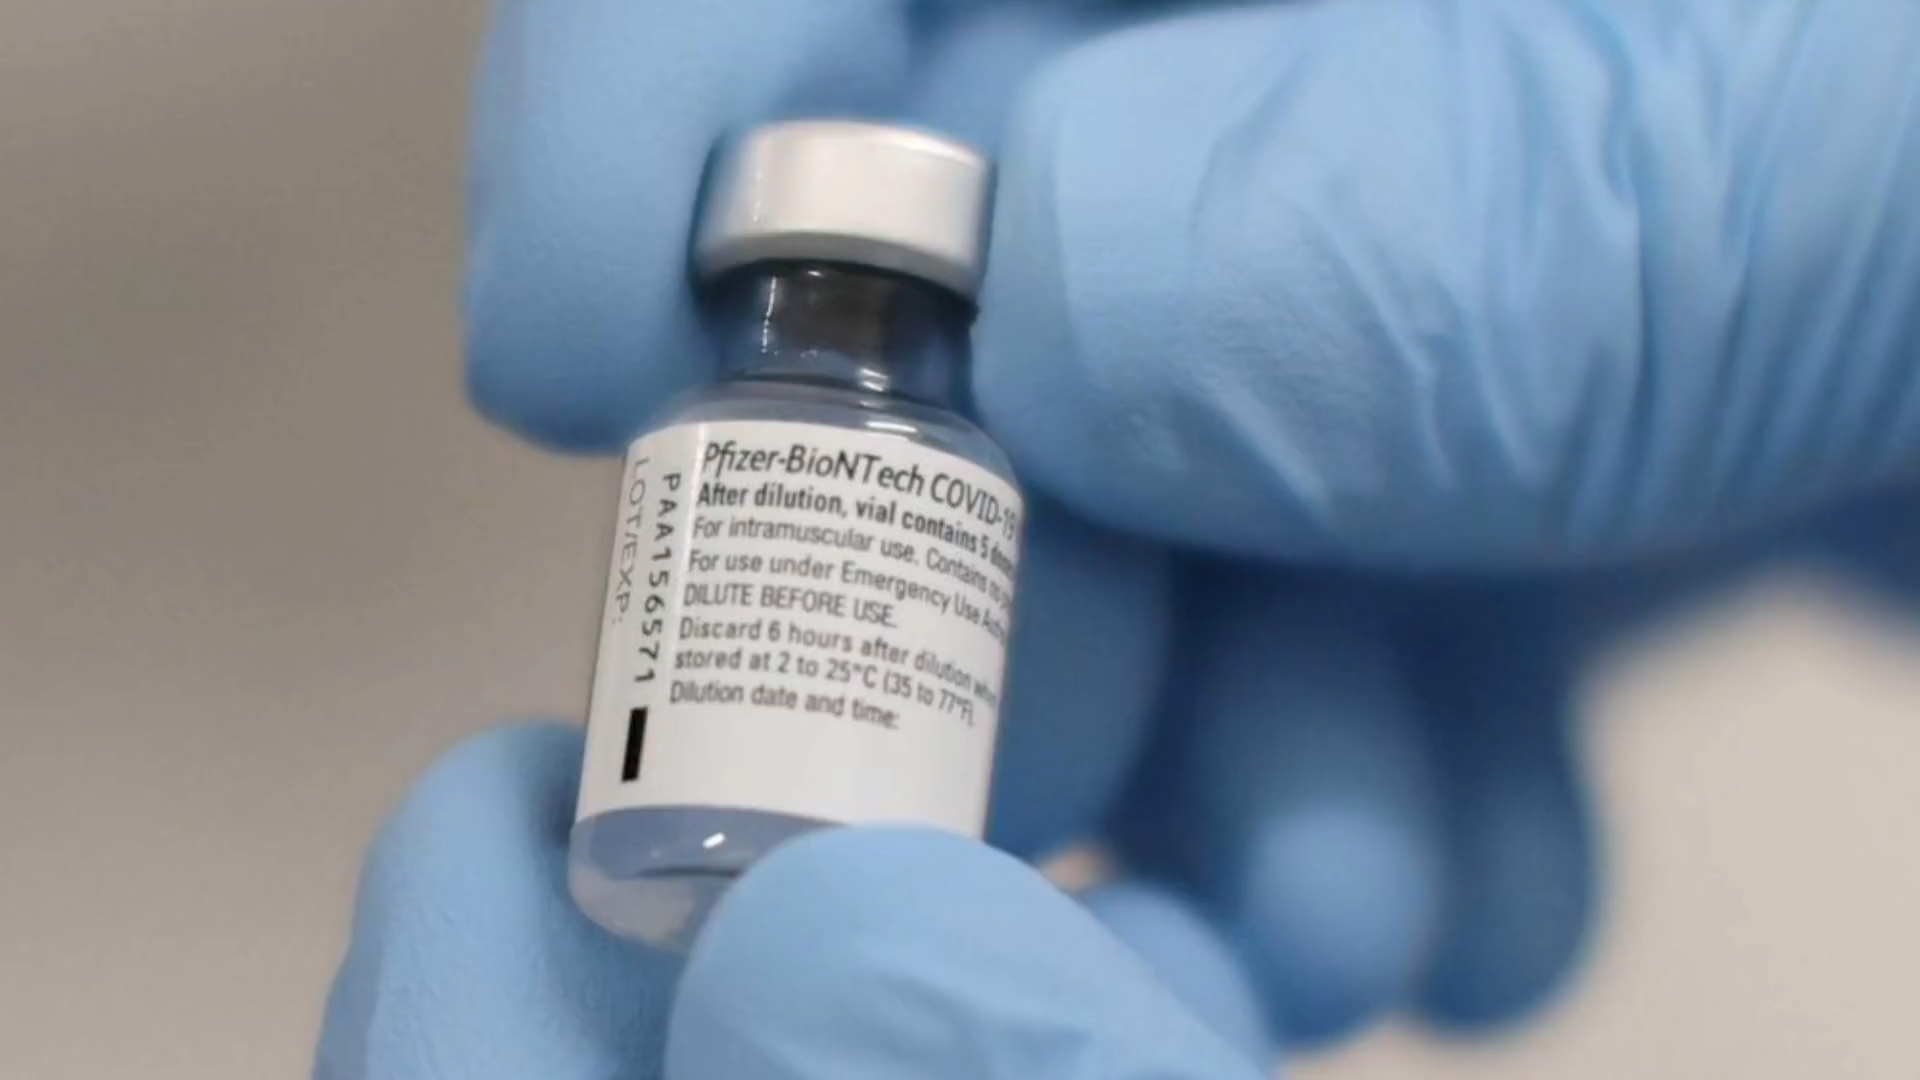 Pfizer-BioNTech COVID-19
After dilution, vial contains 5
For intramuscular use. Contains no
For use under Emergency Use
DILUTE BEFORE USE.
Discard 6 hours after dilution when
stored at 2 to 25°C (35 to 77°F).
Dilution date and time:
PAA156571
LOT/EXP: